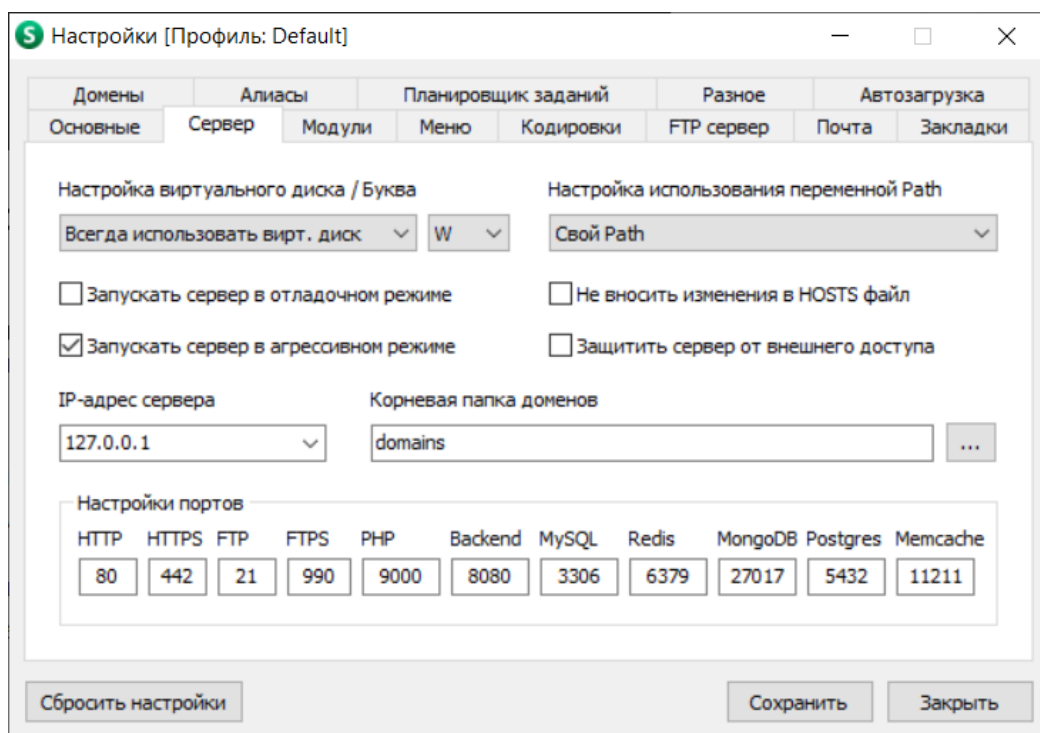 S Настройки [Профиль: Default]
Домены Алиасы Планировщик заданий Разное Автозагрузка
Основные Сервер Модули Меню Кодировки FTP сервер Почта Закладки
Настройка виртуального диска / Буква Настройка использования переменной Path
Всегда использовать вирт. диск W Свой Path
Запускать сервер в отладочном режиме Не вносить изменения в HOSTS файл
Запускать сервер в агрессивном режиме Защитить сервер от внешнего доступа
IP-адрес сервера Корневая папка доменов
127.0.0.1 domains ...
Настройки портов
HTTP HTTPS FTP FTPS PHP Backend MySQL Redis MongoDB Postgres Memcache
80 442 21 990 9000 8080 3306 6379 27017 5432 11211
Сбросить настройки Сохранить Закрыть